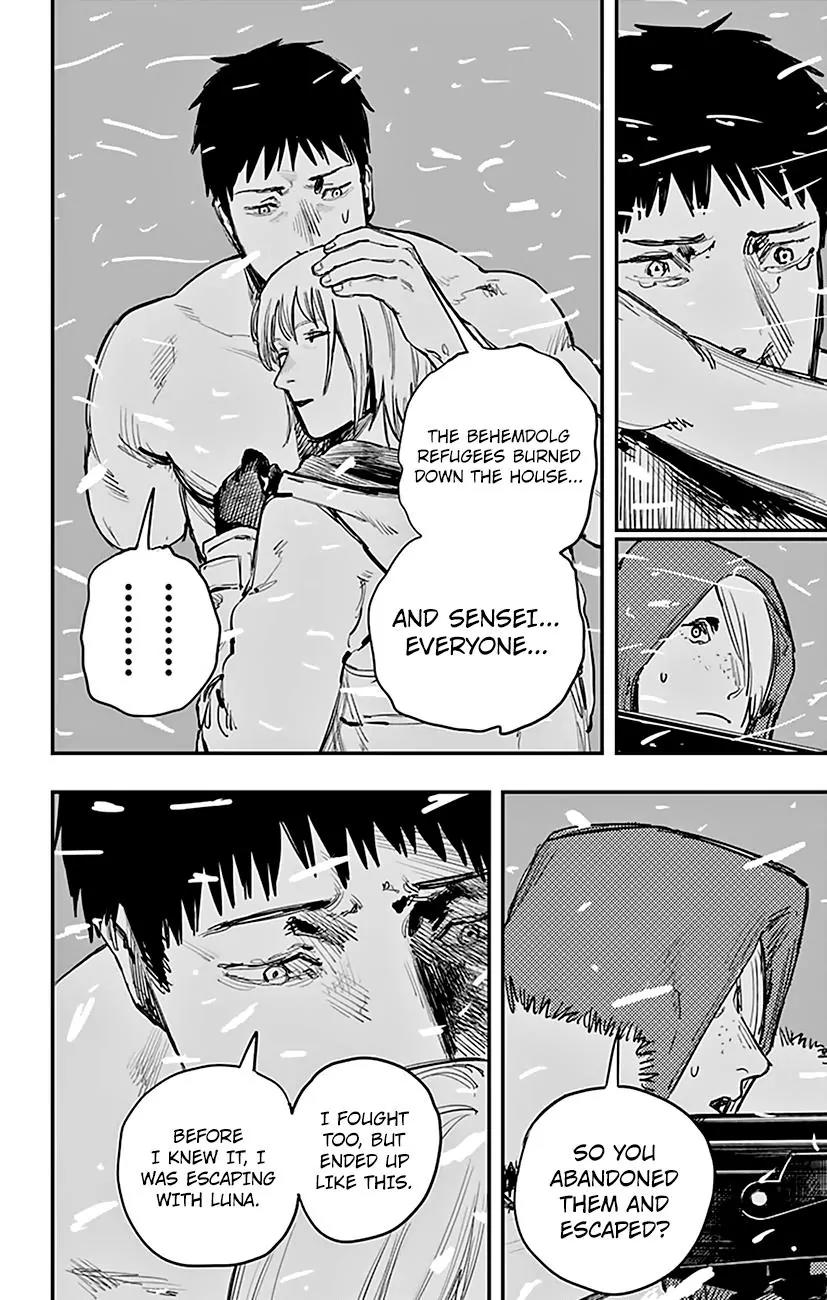 THE BEHEMDOLG
REFUGEES BURNED
DOWN THE HOUSE...
AND SENSEI...
EVERYONE...
.........
.........
SO YOU
ABANDONED
THEM AND
ESCAPED?
I FOUGHT
TOO, BUT
ENDED UP
LIKE THIS.
BEFORE
I KNEW IT, I
WAS ESCAPING
WITH LUNA.